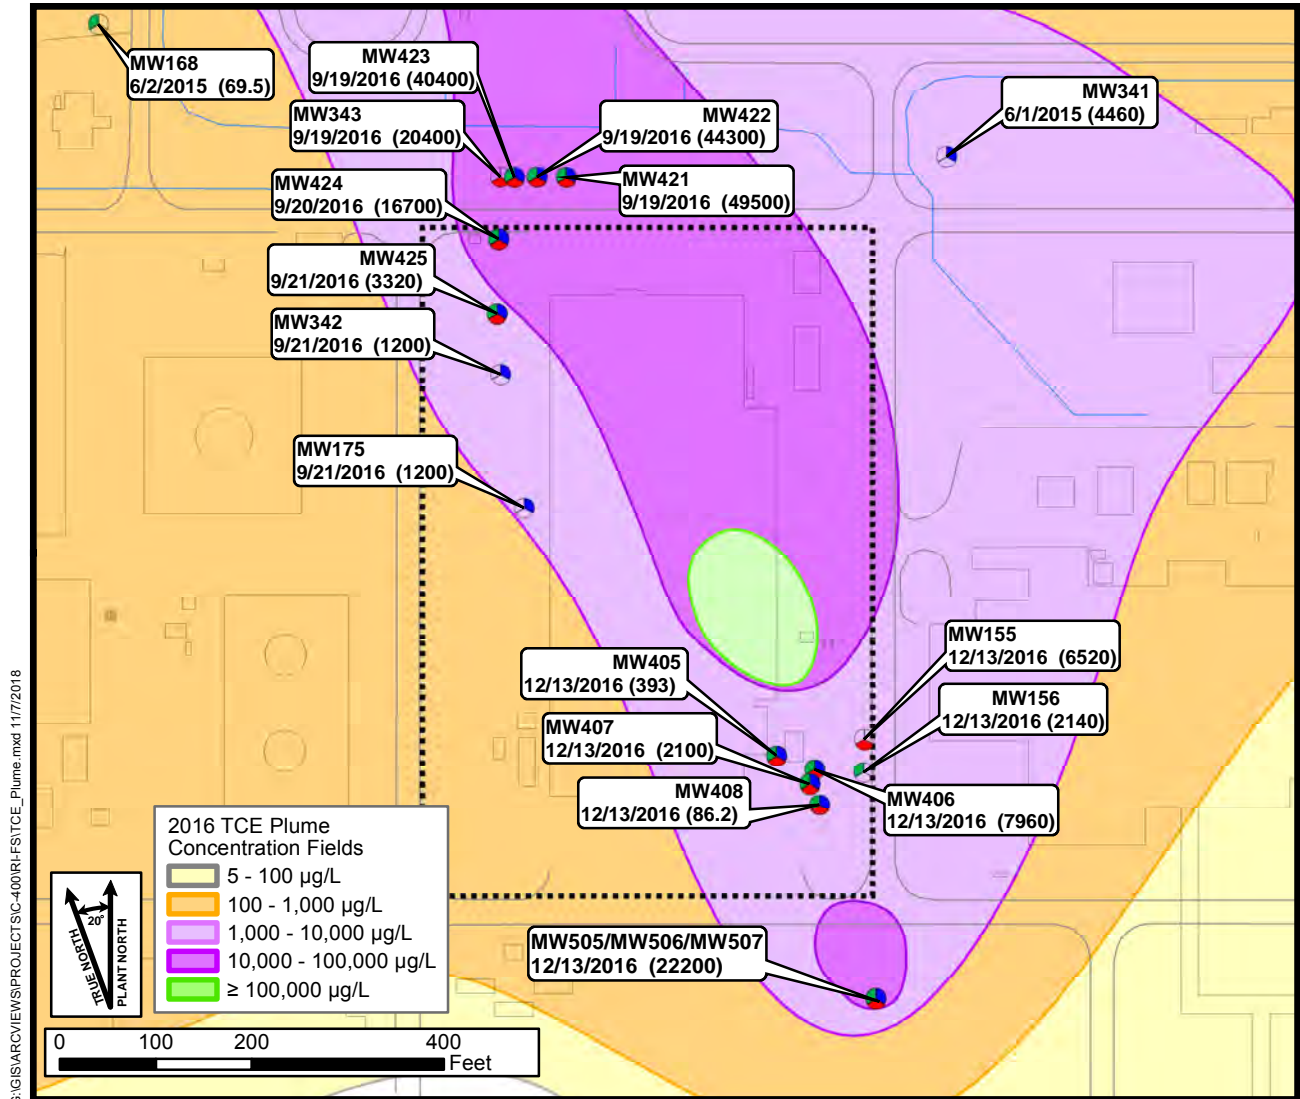 MW168
6/2/2015 (69.5)
MW423
9/19/2016 (40400)
MW343
9/19/2016 (20400)
MW422
9/19/2016 (44300)
MW341
6/1/2015 (4460)
MW424
9/20/2016 (16700)
MW421
9/19/2016 (49500)
MW425
9/21/2016 (3320)
MW342
9/21/2016 (1200)
MW175
9/21/2016 (1200)
MW155
12/13/2016 (6520)
MW405
12/13/2016 (393)
MW156
12/13/2016 (2140)
MW407
12/13/2016 (2100)
MW408
12/13/2016 (86.2)
MW406
12/13/2016 (7960)
MW505/MW506/MW507
12/13/2016 (22200)
2016 TCE Plume
Concentration Fields
5 - 100 µg/L
100 - 1,000 µg/L
1,000 - 10,000 µg/L
10,000 - 100,000 µg/L
≥ 100,000 µg/L
20°
TRUE NORTH
PLANT NORTH
0 100 200 400
Feet
G:\GIS\ARCVIEWS\PROJECTS\C-400\RI-FS\TCE_Plume.mxd 11/7/2018